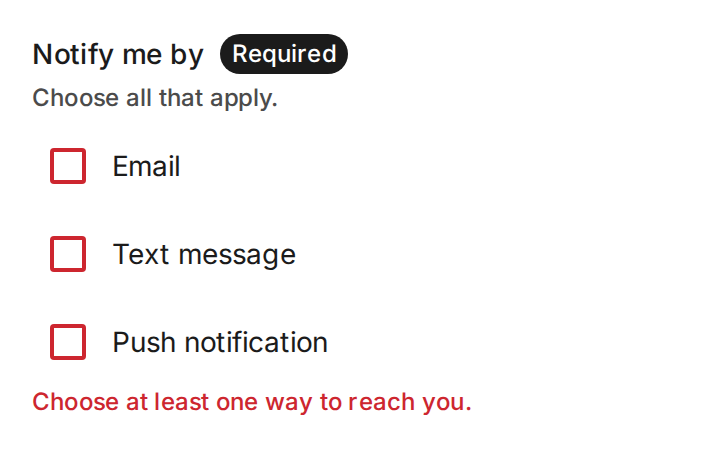 Notify me by Required
Choose all that apply.
Email
Text message
Push notification
Choose at least one way to reach you.